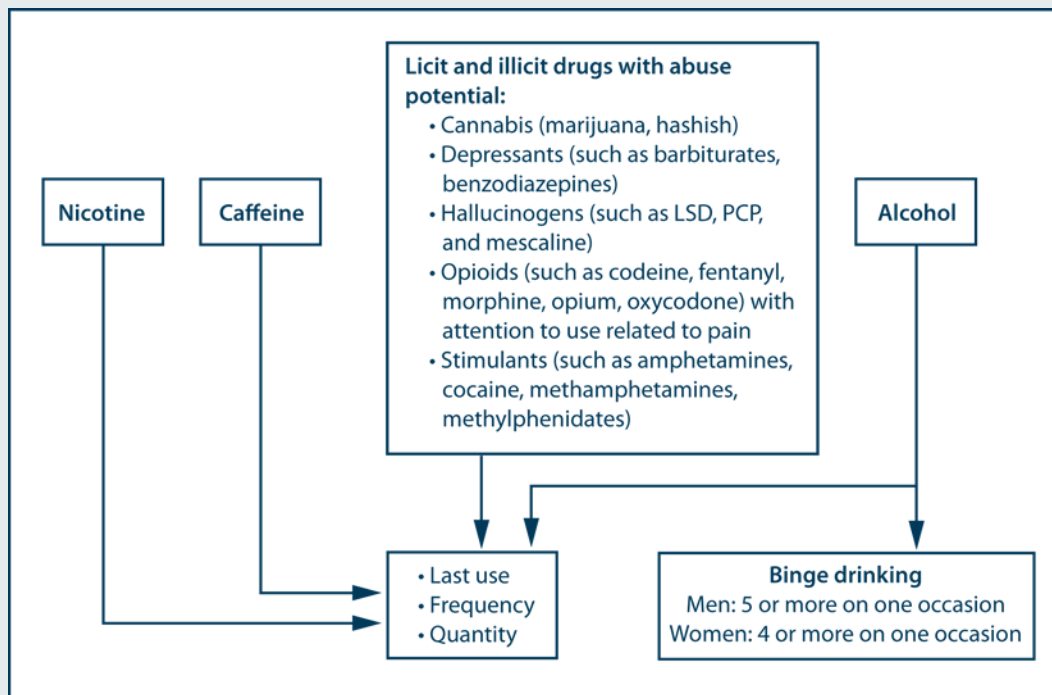 Licit and illicit drugs with abuse
potential:
• Cannabis (marijuana, hashish)
• Depressants (such as barbiturates,
benzodiazepines)
• Hallucinogens (such as LSD, PCP,
and mescaline)
• Opioids (such as codeine, fentanyl,
morphine, opium, oxycodone) with
attention to use related to pain
• Stimulants (such as amphetamines,
cocaine, methamphetamines,
methylphenidates)
Nicotine
Caffeine
Alcohol
• Last use
• Frequency
• Quantity
Binge drinking
Men: 5 or more on one occasion
Women: 4 or more on one occasion